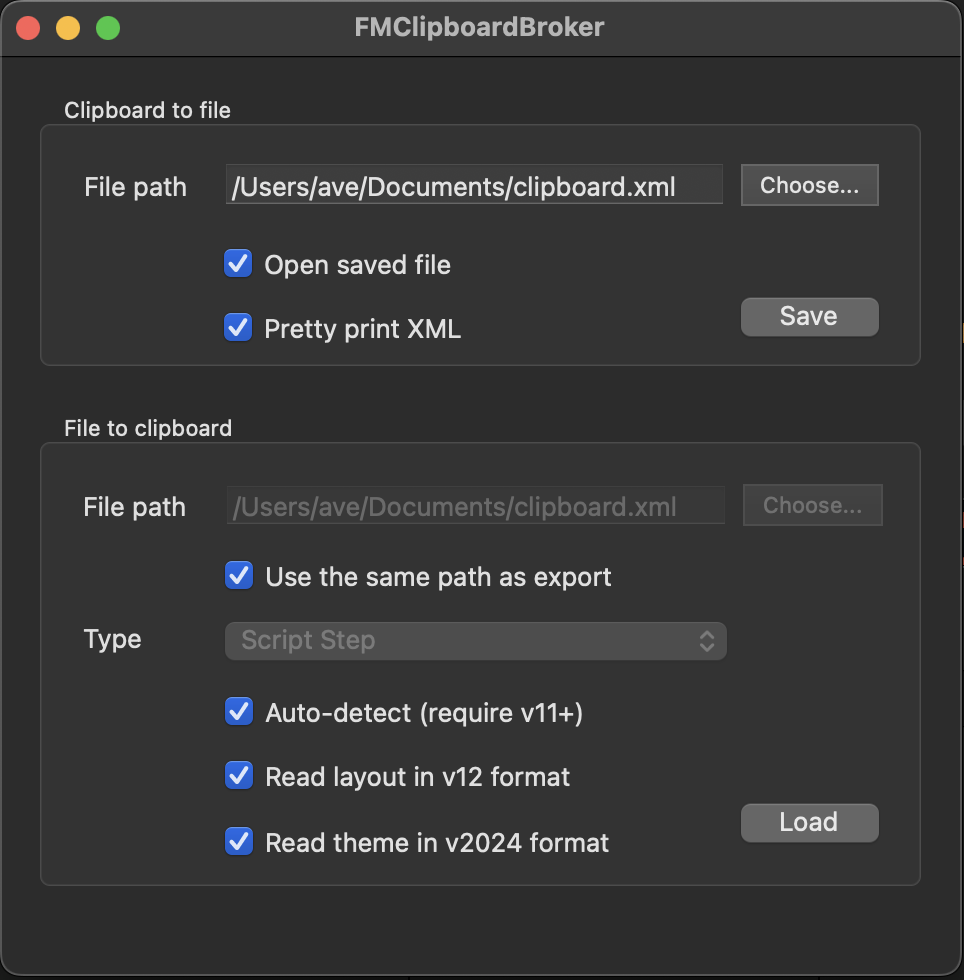 FMClipboardBroker
Clipboard to file
File path /Users/ave/Documents/clipboard.xml Choose...
Open saved file
Pretty print XML
Save
File to clipboard
File path /Users/ave/Documents/clipboard.xml Choose...
Use the same path as export
Type Script Step
Auto-detect (require v11+)
Read layout in v12 format
Read theme in v2024 format
Load